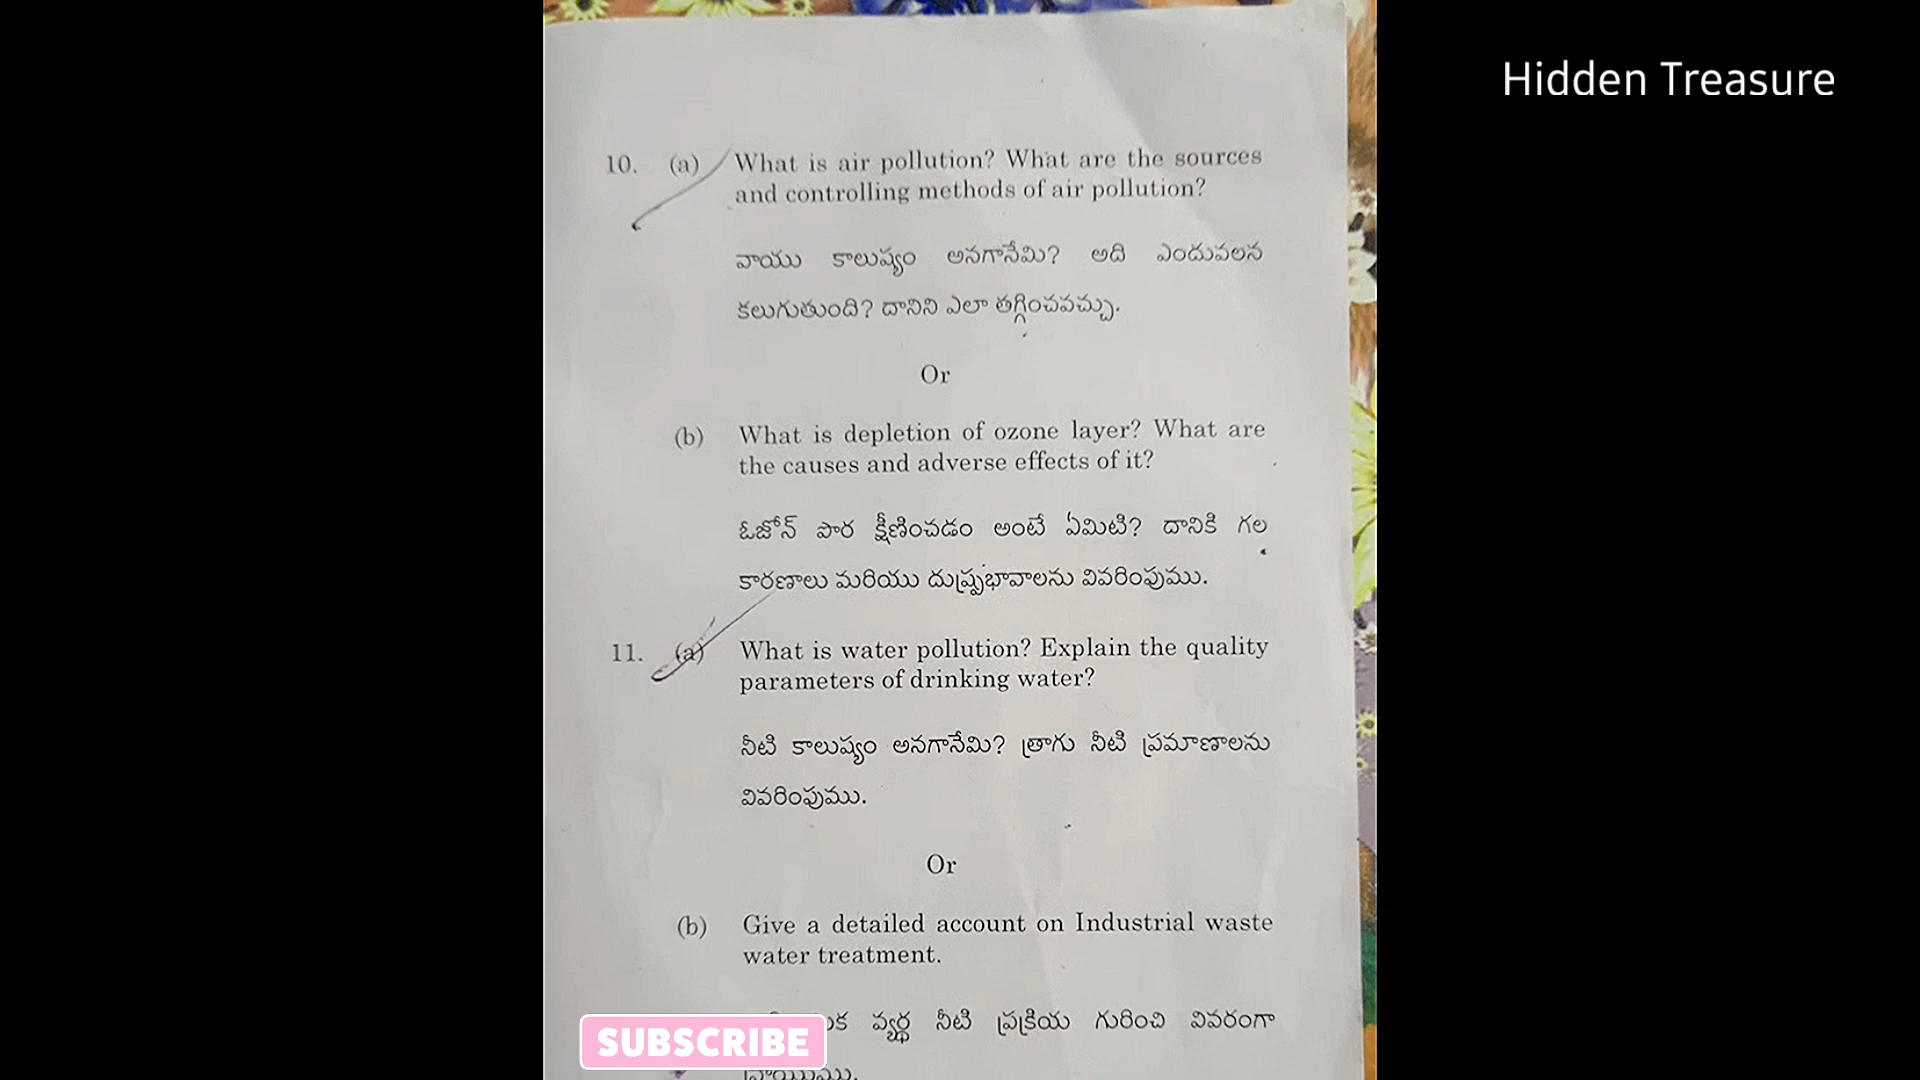 Hidden Treasure
10. (a) What is air pollution? What are the sources
and controlling methods of air pollution?
వాయు కాలుష్యం అనగానేమి? అది ఎందువలన
కలుగుతుంది? దానిని ఎలా తగ్గించవచ్చు.
Or
(b) What is depletion of ozone layer? What are
the causes and adverse effects of it?
ఓజోన్ పొర క్షీణించడం అంటే ఏమిటి? దానికి గల
కారణాలు మరియు దుష్ప్రభావాలను వివరింపుము.
11. (a) What is water pollution? Explain the quality
parameters of drinking water?
నీటి కాలుష్యం అనగానేమి? త్రాగు నీటి ప్రమాణాలను
వివరింపుము.
Or
(b) Give a detailed account on Industrial waste
water treatment.
వ్యర్థ నీటి ప్రక్రియ గురించి వివరంగా
SUBSCRIBE